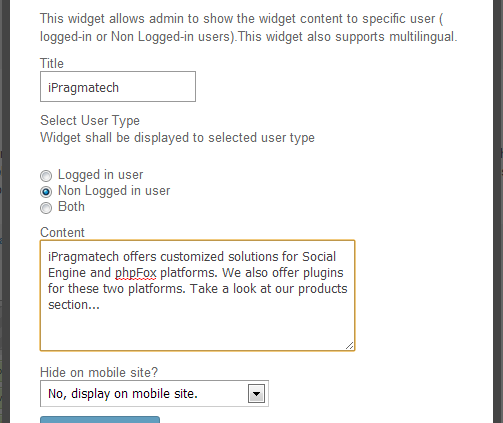 This widget allows admin to show the widget content to specific user (
logged-in or Non Logged-in users).This widget also supports multilingual.
Title
iPragmatech
Select User Type
Widget shall be displayed to selected user type
Logged in user
Non Logged in user
Both
Content
iPragmatech offers customized solutions for Social
Engine and phpFox platforms. We also offer plugins
for these two platforms. Take a look at our products
section...
Hide on mobile site?
No, display on mobile site.